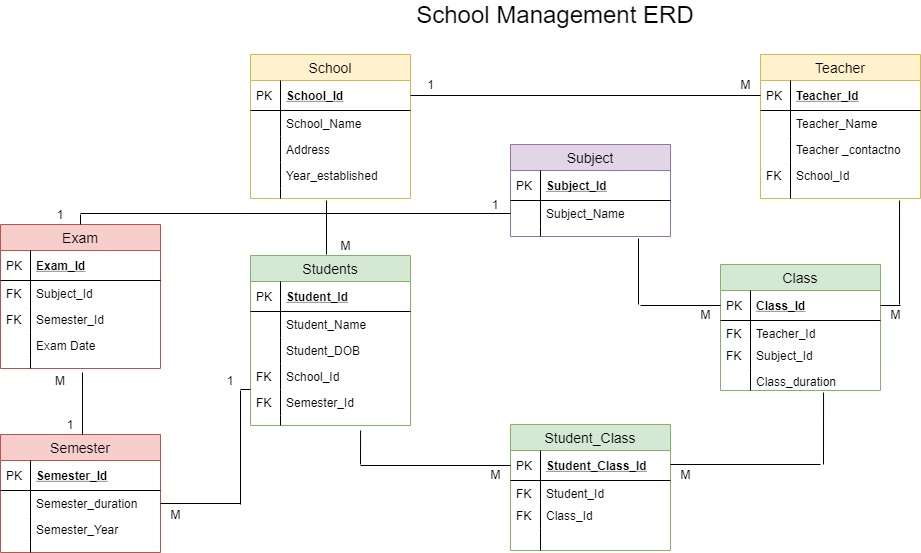 School Management ERD
School
PK School_Id
School_Name
Address
Year_established
1
M
Teacher
PK Teacher_Id
Teacher_Name
Teacher _contactno
FK School_Id
Subject
PK Subject_Id
Subject_Name
1
1
Exam
PK Exam_Id
FK Subject_Id
FK Semester_Id
Exam Date
M
Students
PK Student_Id
Student_Name
Student_DOB
FK School_Id
FK Semester_Id
Class
PK Class_Id
FK Teacher_Id
FK Subject_Id
Class_duration
M
M
M
1
1
Semester
PK Semester_Id
Semester_duration
Semester_Year
M
Student_Class
PK Student_Class_Id
FK Student_Id
FK Class_Id
M
M